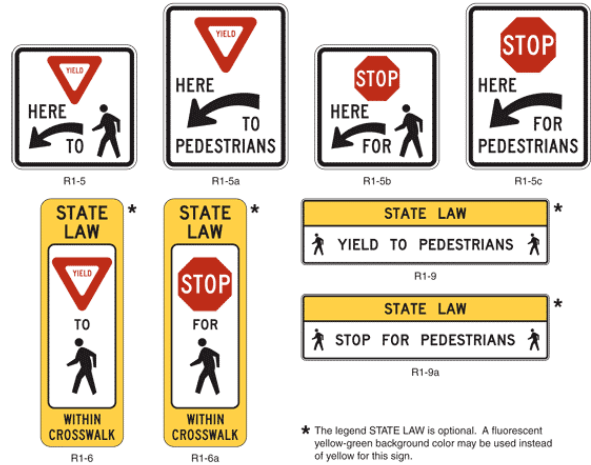 YIELD
HERE
TO
R1-5
YIELD
HERE
TO
PEDESTRIANS
R1-5a
STOP
HERE
FOR
R1-5b
STOP
HERE
FOR
PEDESTRIANS
R1-5c
STATE
LAW
*
YIELD
TO
WITHIN
CROSSWALK
R1-6
STATE
LAW
*
STOP
FOR
WITHIN
CROSSWALK
R1-6a
STATE LAW
*
YIELD TO PEDESTRIANS
R1-9
STATE LAW
*
STOP FOR PEDESTRIANS
R1-9a
* The legend STATE LAW is optional. A fluorescent
yellow-green background color may be used instead
of yellow for this sign.